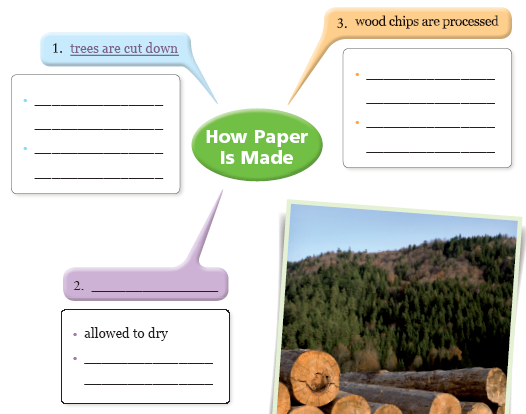 1. trees are cut down
3. wood chips are processed
How Paper
Is Made
2.
• allowed to dry